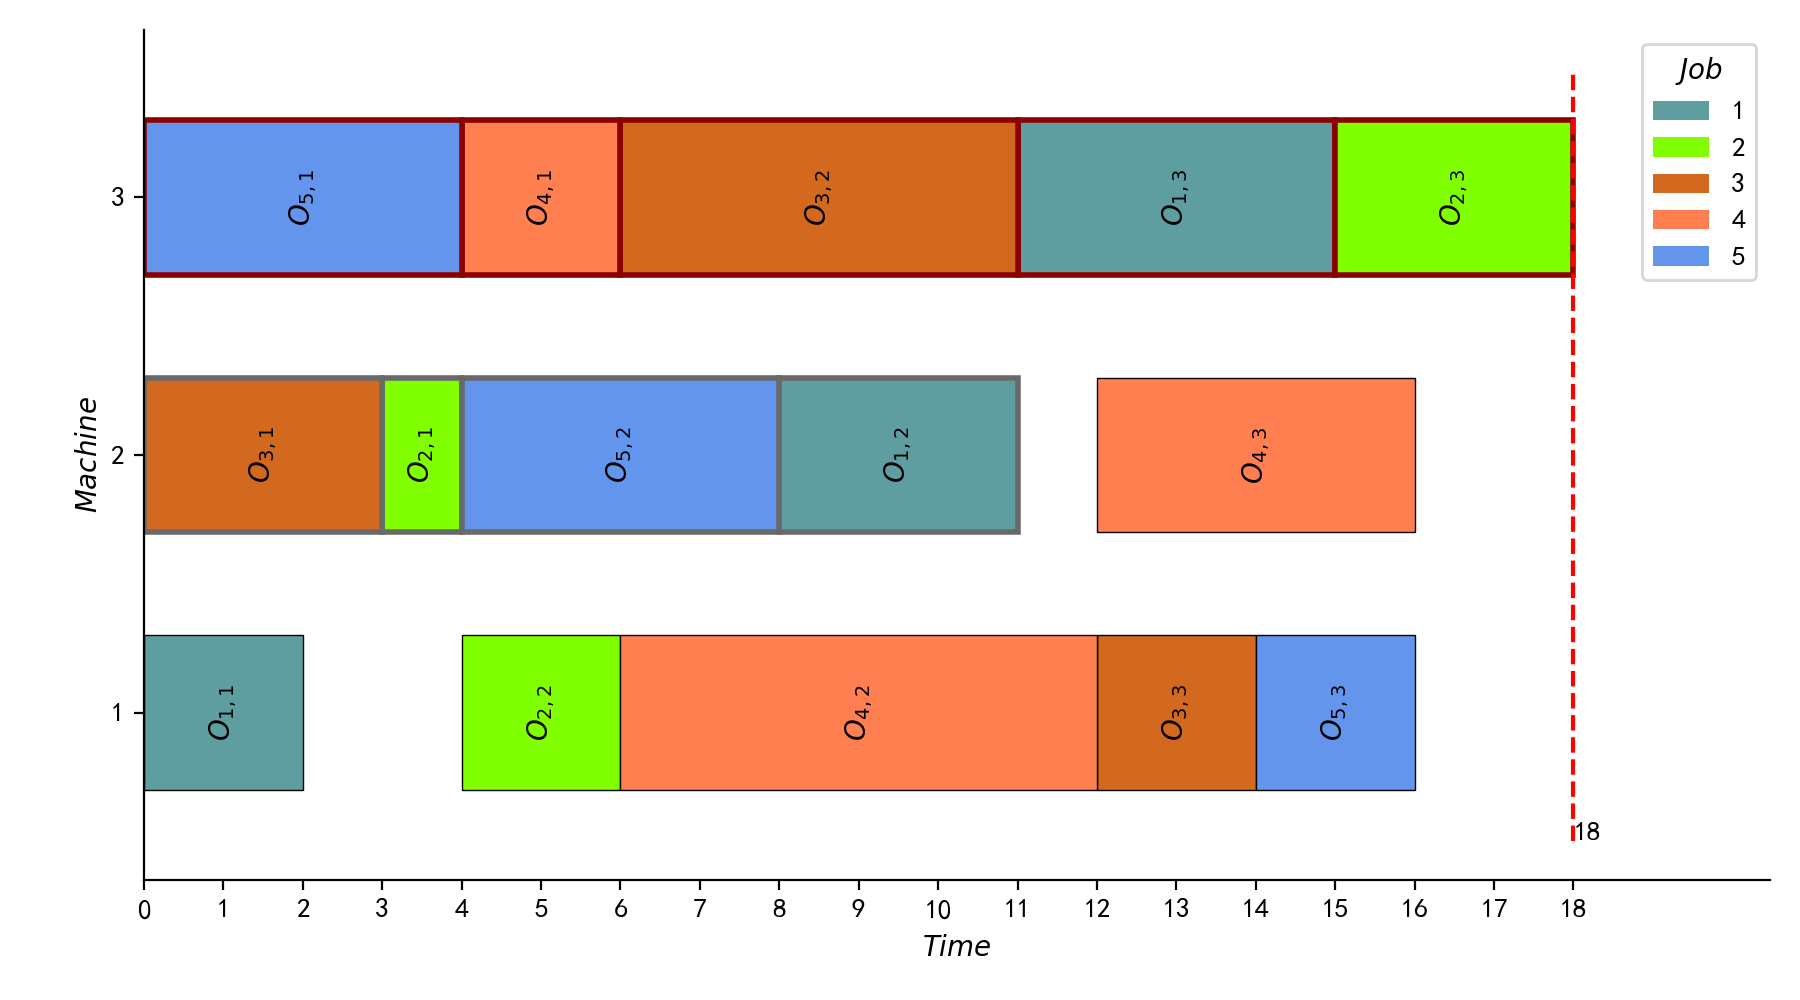 Job
1
2
3
4
5
3
O5,1
O4,1
O3,2
O1,3
O2,3
Machine
2
O3,1
O2,1
O5,2
O1,2
O4,3
1
O1,1
O2,2
O4,2
O3,3
O5,3
18
0 1 2 3 4 5 6 7 8 9 10 11 12 13 14 15 16 17 18
Time